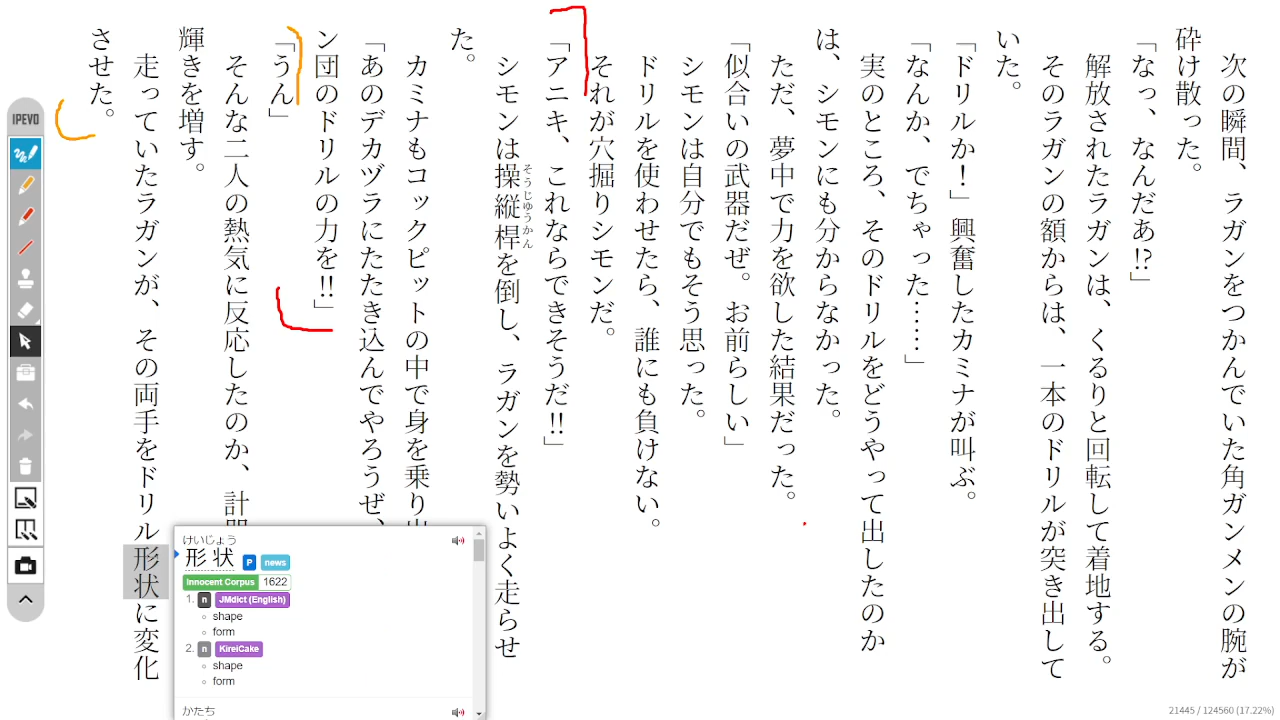 次の瞬間、ラガンをつかんでいた角ガンメンの腕が
砕け散った。
「なっ、なんだあ!?」
解放されたラガンは、くるりと回転して着地する。
そのラガンの額からは、一本のドリルが突き出して
いた。
「ドリルか!」興奮したカミナが叫ぶ。
「なんか、でちゃった……」
実のところ、そのドリルをどうやって出したのか
は、シモンにも分からなかった。
ただ、夢中で力を欲した結果だった。
「似合いの武器だぜ。お前らしい」
シモンは自分でもそう思った。
ドリルを使わせたら、誰にも負けない。
それが穴掘りシモンだ。
「アニキ、これならできそうだ!!」
シモンは操縦桿を倒し、ラガンを勢いよく走らせ
そうじゅうかん
た。
カミナもコックピットの中で身を乗り
「あのデカヅラにたたき込んでやろうぜ、
ン団のドリルの力を!!」
「うん」
そんな二人の熱気に反応したのか、計
輝きを増す。
走っていたラガンが、その両手をドリル形状に変化
させた。
IPEVO
けいじょう
形状 P news
Innocent Corpus 1622
1. n JMdict (English)
shape
form
2. n KireiCake
shape
form
かたち
21445 / 124560 (17.22%)